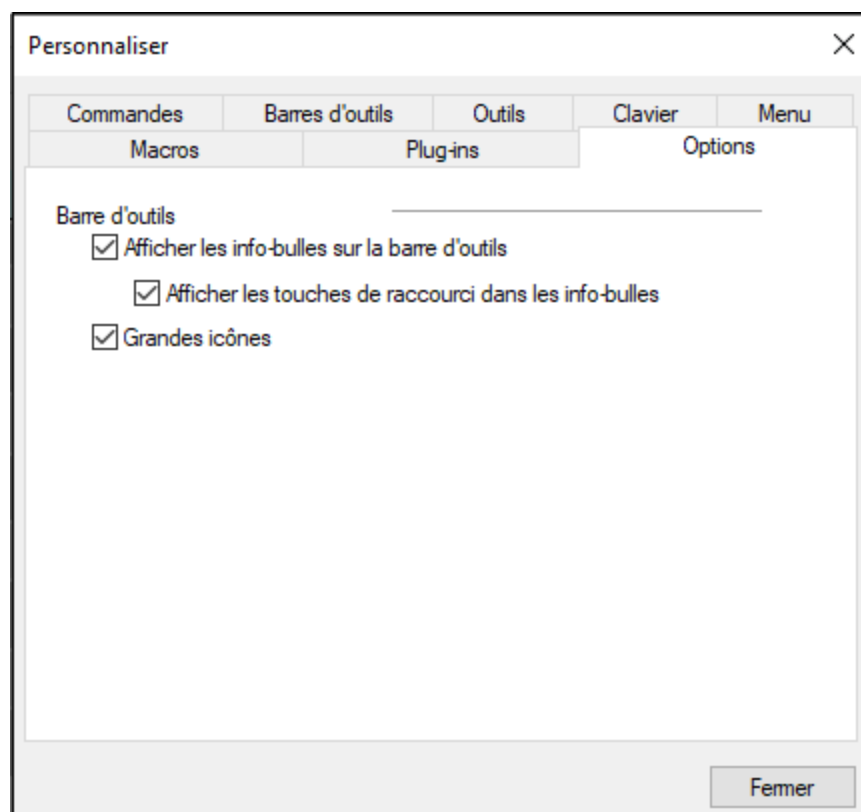 Personnaliser
Commandes Barres d'outils Outils Clavier Menu
Macros Plug-ins Options
Barre d'outils
Afficher les info-bulles sur la barre d'outils
Afficher les touches de raccourci dans les info-bulles
Grandes icônes
Fermer